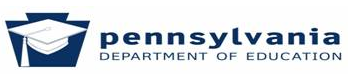 pennsylvania
DEPARTMENT OF EDUCATION